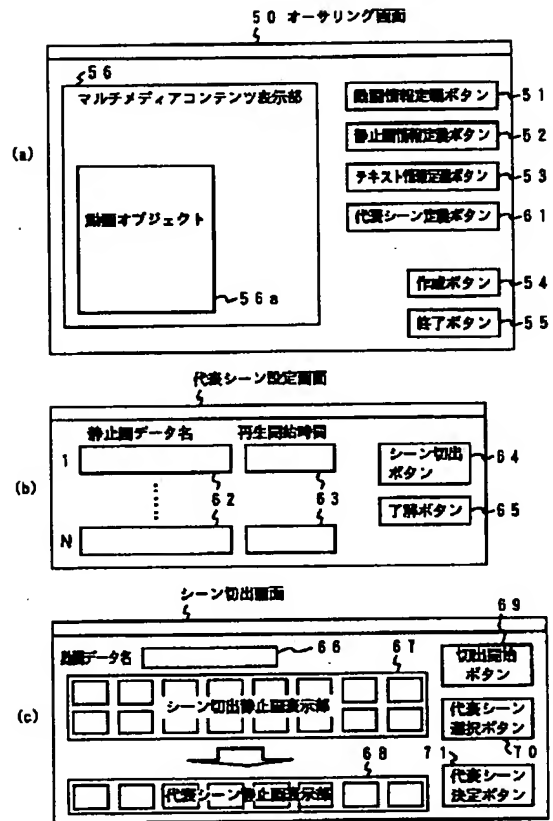 50 オーサリング画面
56
マルチメディアコンテンツ表示部
動画情報定義ボタン 51
静止画情報定義ボタン 52
(a)
テキスト情報定義ボタン 53
動画オブジェクト
代表シーン定義ボタン 61
56a
作成ボタン 54
終了ボタン 55
代表シーン設定画面
静止画データ名 再生開始時間
1
シーン切出ボタン 64
(b)
62 63
了解ボタン 65
N
シーン切出画面
69
動画データ名 66 67
切出開始ボタン
シーン切出静止画表示部
(c)
代表シーン選択ボタン
68 71 70
代表シーン静止画表示部
代表シーン決定ボタン